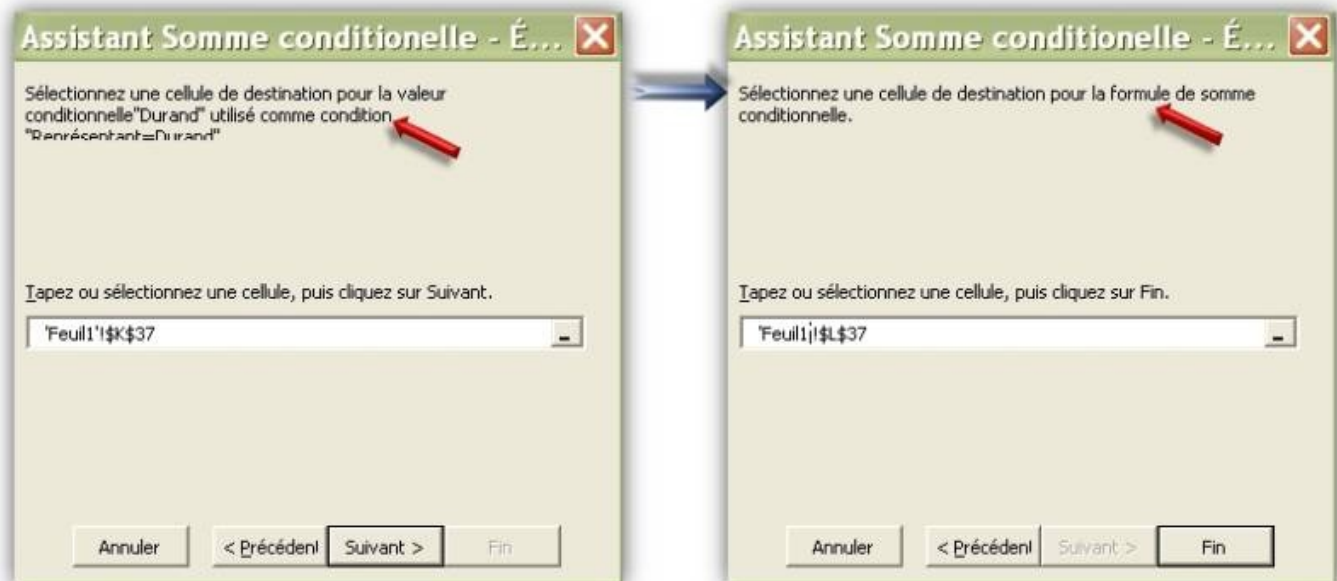 Assistant Somme conditionelle - É...
Sélectionnez une cellule de destination pour la valeur
conditionnelle"Durand" utilisé comme condition
"Représentant=Durand"
Tapez ou sélectionnez une cellule, puis cliquez sur Suivant.
'Feuil1'!$K$37
Annuler
< Précédent
Suivant >
Fin
Assistant Somme conditionelle - É...
Sélectionnez une cellule de destination pour la formule de somme
conditionnelle.
Tapez ou sélectionnez une cellule, puis cliquez sur Fin.
'Feuil1'!$L$37
Annuler
< Précédent
Suivant >
Fin